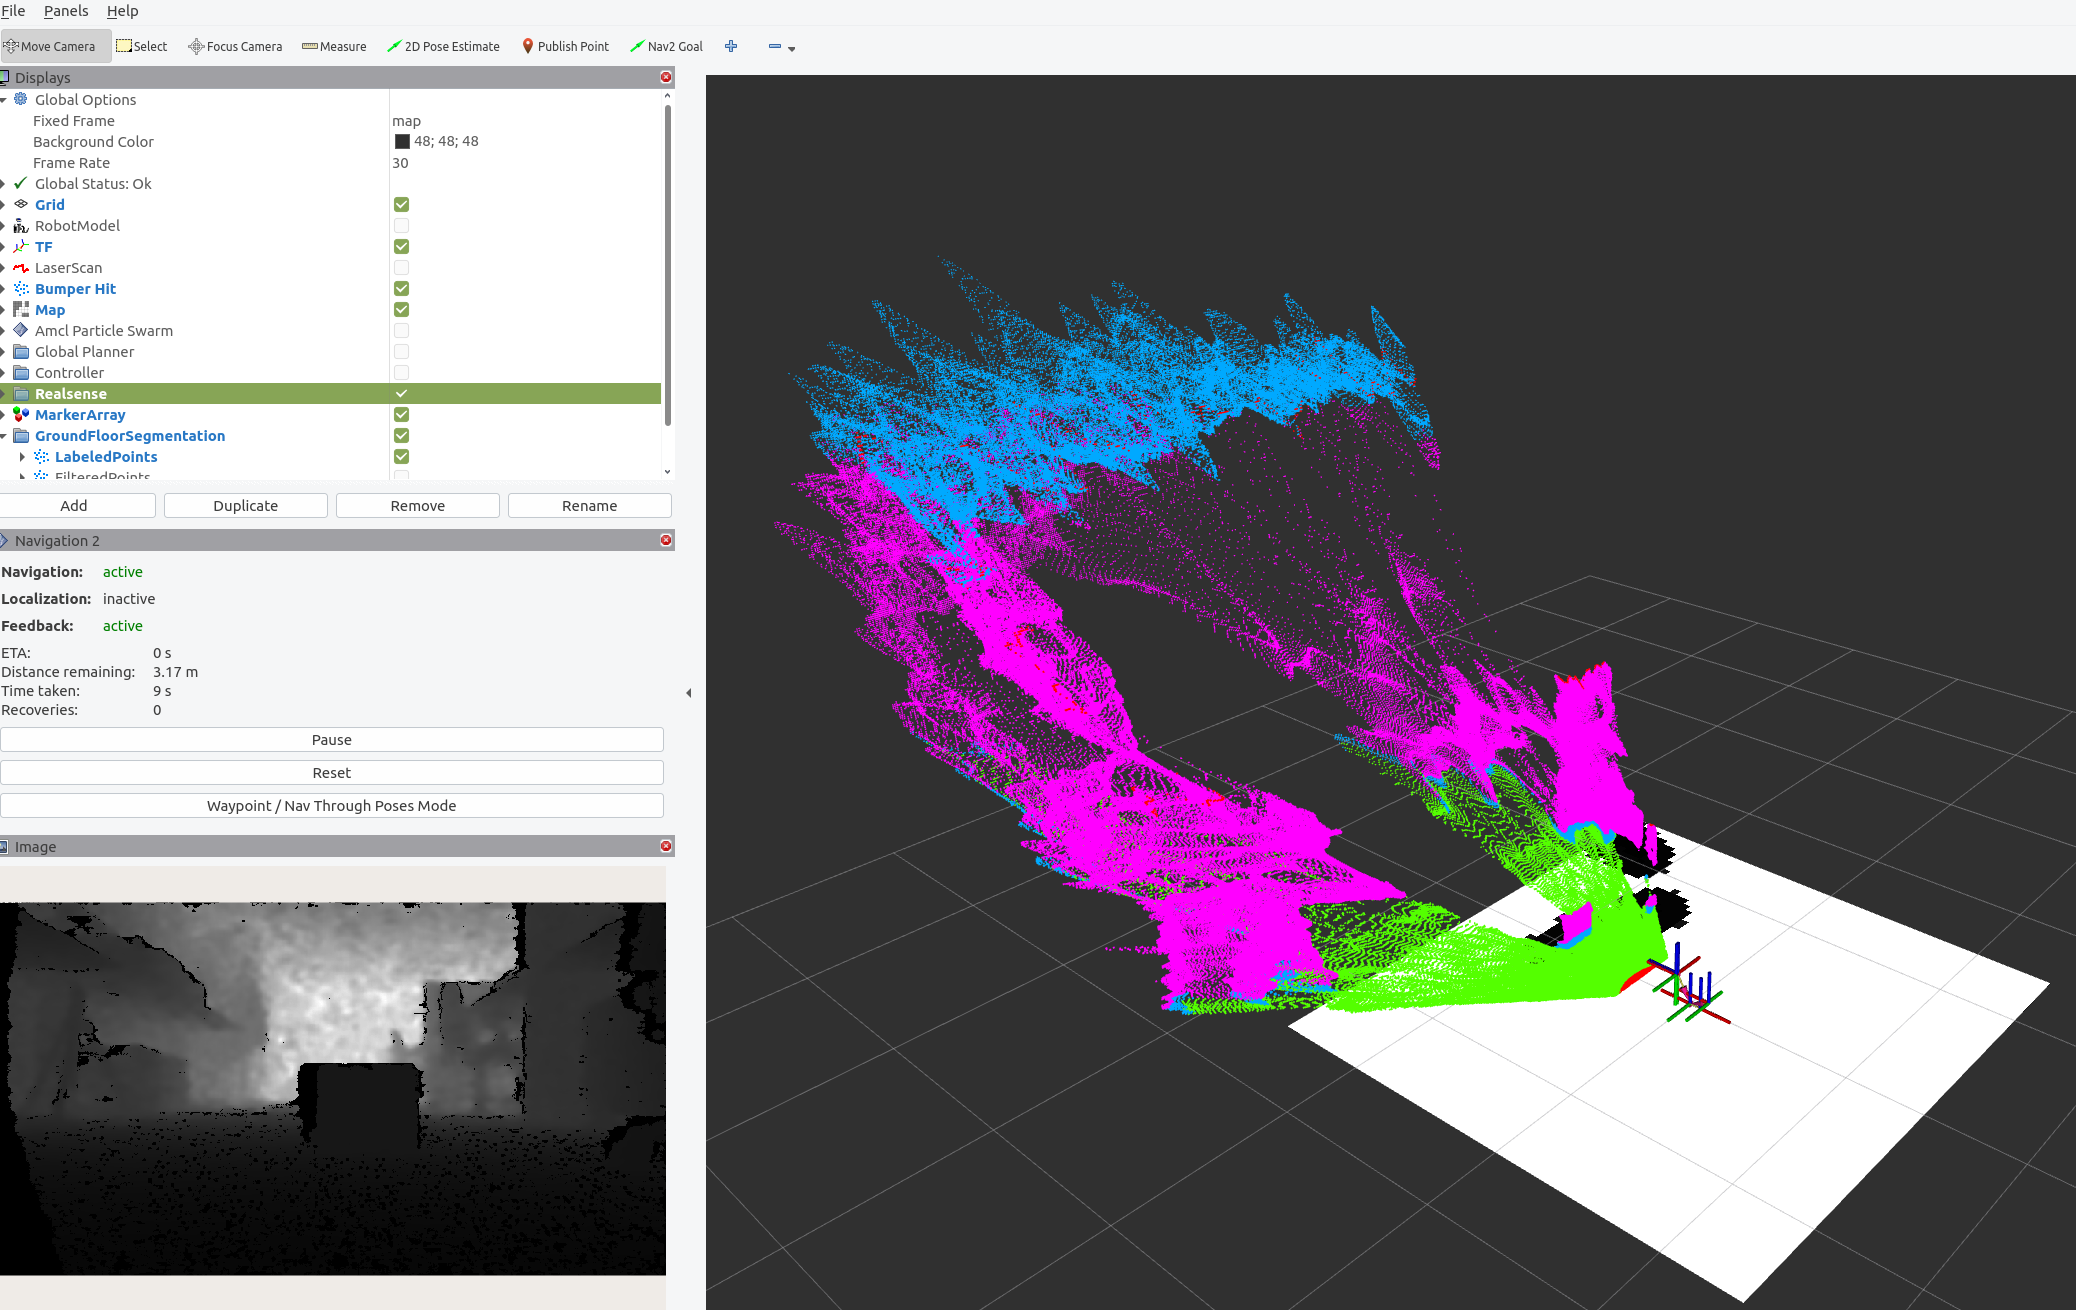 File Panels Help
Move Camera Select Focus Camera Measure 2D Pose Estimate Publish Point Nav2 Goal
Displays
Global Options
Fixed Frame map
Background Color 48; 48; 48
Frame Rate 30
Global Status: Ok
Grid
RobotModel
TF
LaserScan
Bumper Hit
Map
Amcl Particle Swarm
Global Planner
Controller
Realsense
MarkerArray
GroundFloorSegmentation
LabeledPoints
FilteredPoints
Add Duplicate Remove Rename
Navigation 2
Navigation: active
Localization: inactive
Feedback: active
ETA: 0 s
Distance remaining: 3.17 m
Time taken: 9 s
Recoveries: 0
Pause
Reset
Waypoint / Nav Through Poses Mode
Image